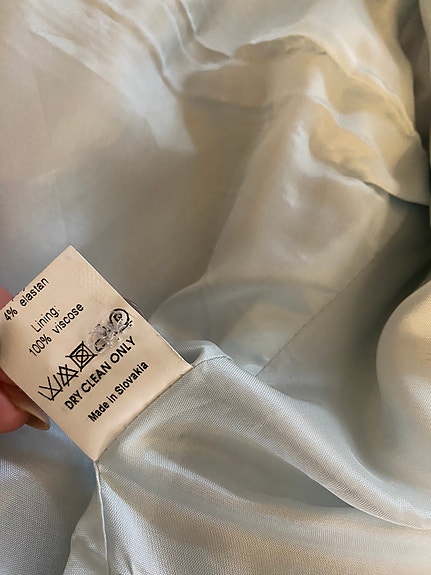 4% elastan
Lining:
100% viscose
DRY CLEAN ONLY
Made in Slovakia